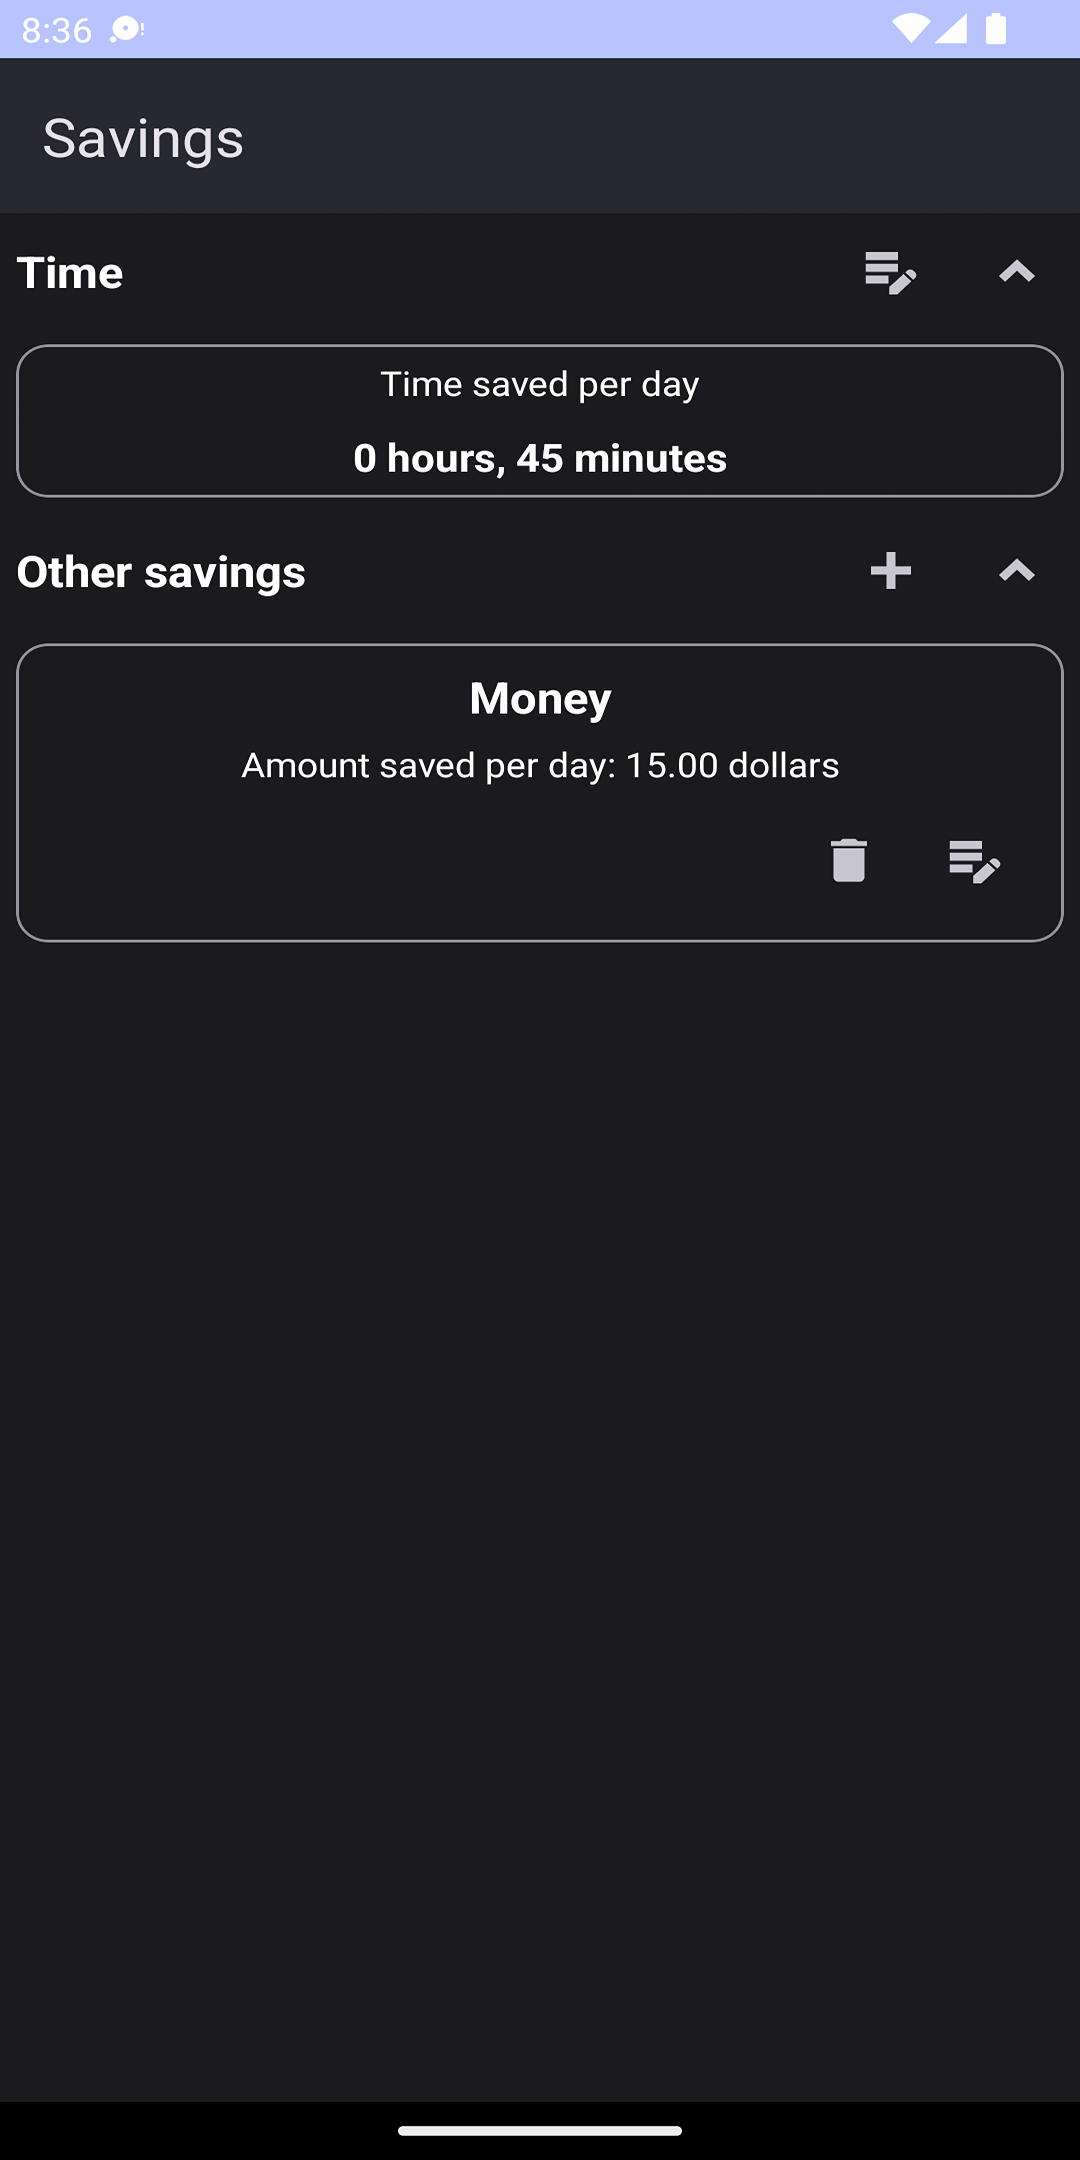 8:36
Savings
Time
Time saved per day
0 hours, 45 minutes
Other savings
Money
Amount saved per day: 15.00 dollars